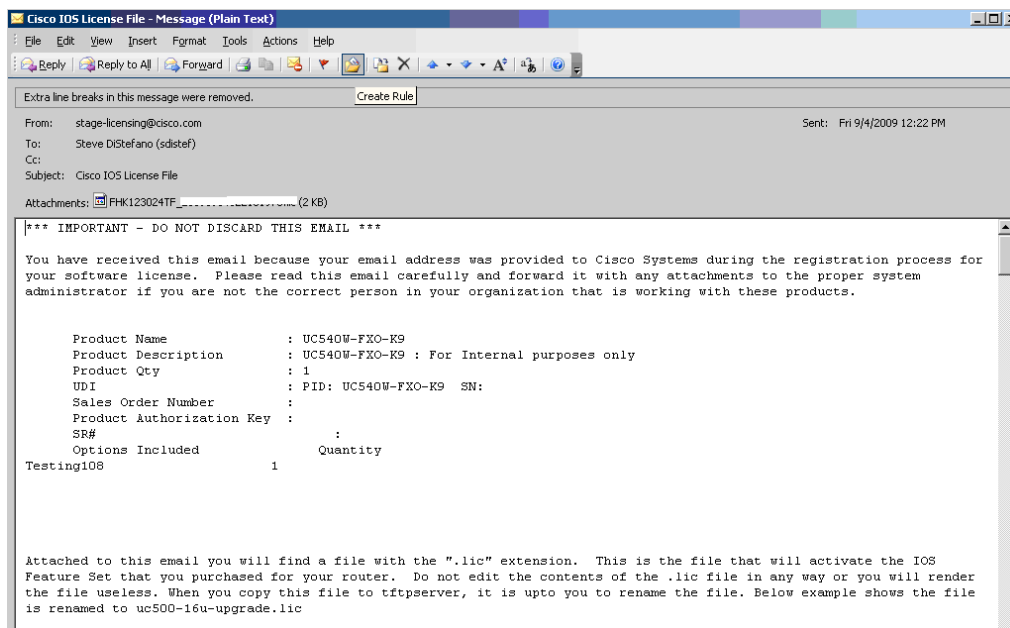 Cisco IOS License File - Message (Plain Text)
File Edit View Insert Format Tools Actions Help
Reply Reply to All Forward
Extra line breaks in this message were removed.
Create Rule
From: stage-licensing@cisco.com Sent: Fri 9/4/2009 12:22 PM
To: Steve DiStefano (sdistef)
Cc:
Subject: Cisco IOS License File
Attachments: FHK123024TF_ (2 KB)
*** IMPORTANT - DO NOT DISCARD THIS EMAIL ***
You have received this email because your email address was provided to Cisco Systems during the registration process for
your software license. Please read this email carefully and forward it with any attachments to the proper system
administrator if you are not the correct person in your organization that is working with these products.
Product Name : UC540W-FXO-K9
Product Description : UC540W-FXO-K9 : For Internal purposes only
Product Qty : 1
UDI : PID: UC540W-FXO-K9 SN:
Sales Order Number :
Product Authorization Key :
SR# :
Options Included Quantity
Testing108 1
Attached to this email you will find a file with the ".lic" extension. This is the file that will activate the IOS
Feature Set that you purchased for your router. Do not edit the contents of the .lic file in any way or you will render
the file useless. When you copy this file to tftpserver, it is upto you to rename the file. Below example shows the file
is renamed to uc500-16u-upgrade.lic